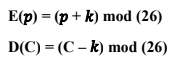 E(p) = (p + k) mod (26)
D(C) = (C – k) mod (26)